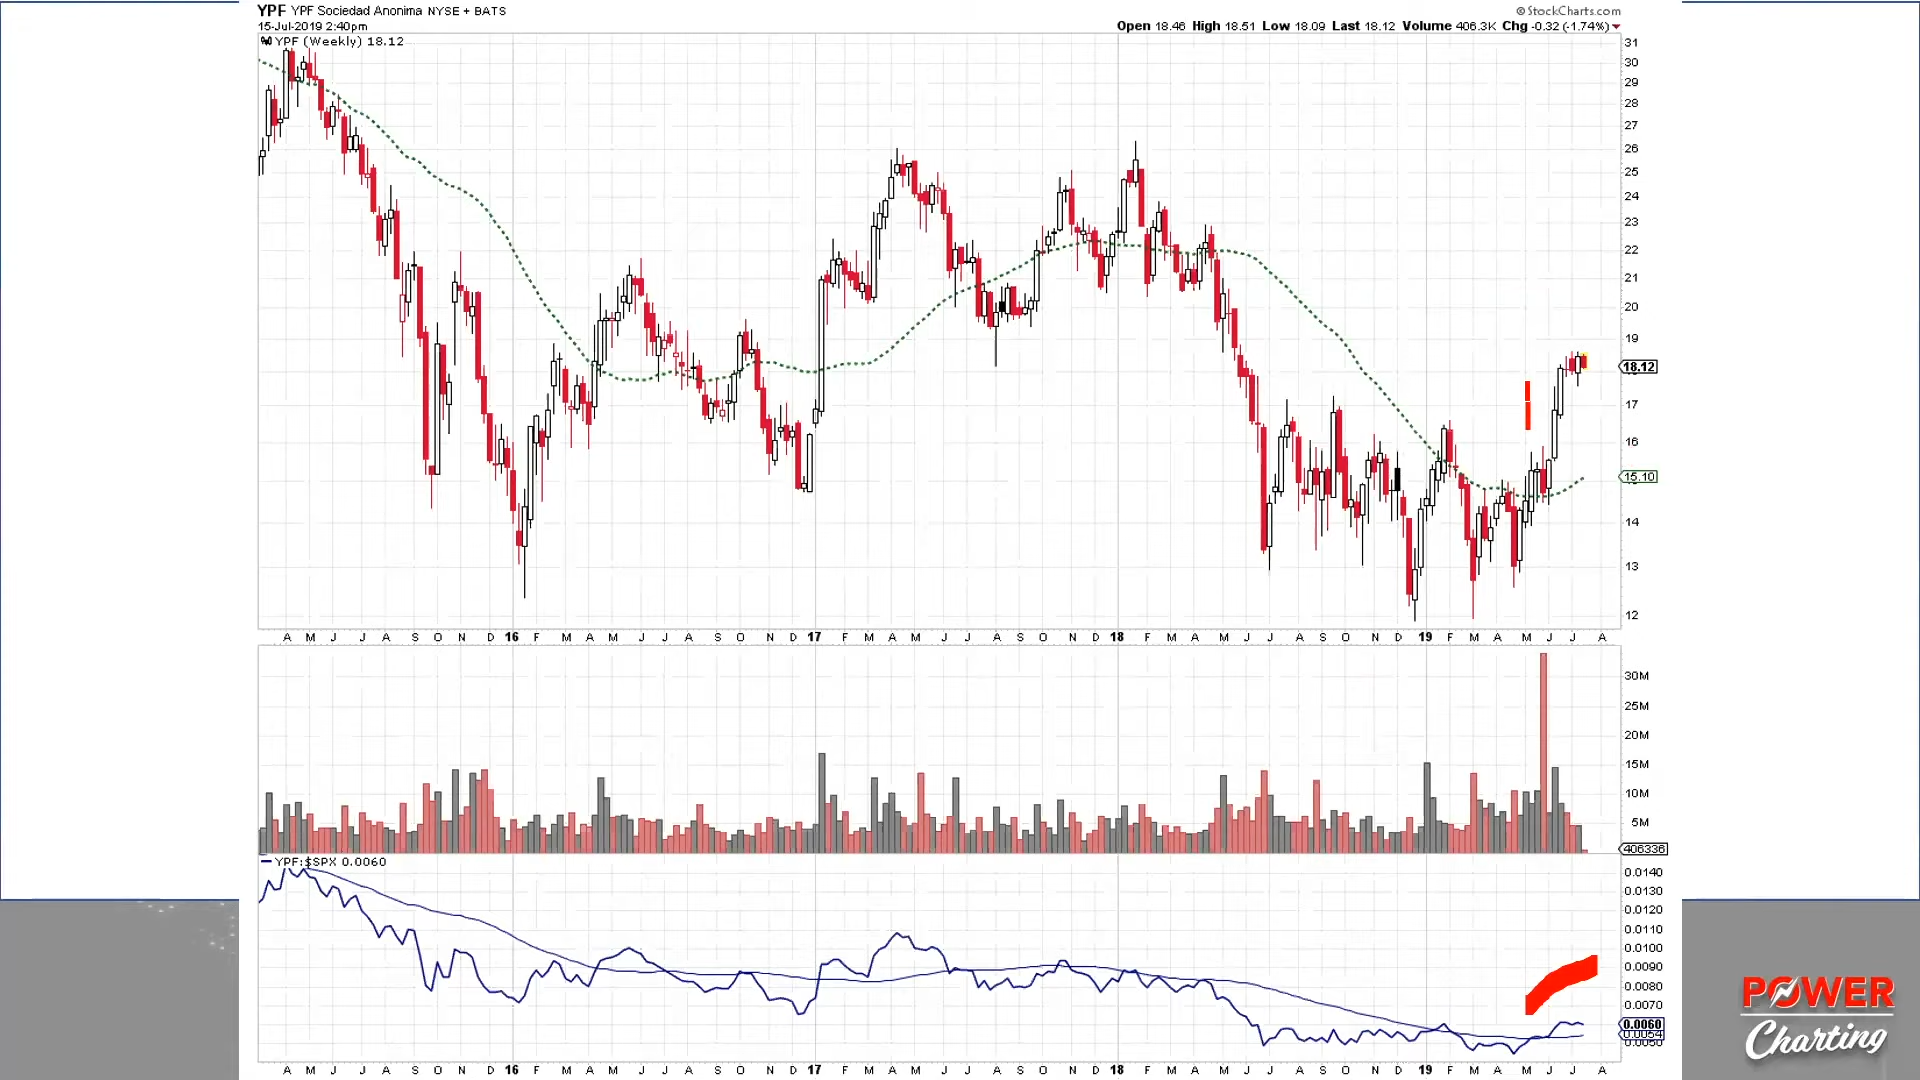 YPF YPF Sociedad Anonima NYSE + BATS
© StockCharts.com
15-Jul-2019 2:40pm
Open 18.46 High 18.51 Low 18.09 Last 18.12 Volume 406.3K Chg -0.32 (-1.74%)
YPF (Weekly) 18.12
31
30
29
28
27
26
25
24
23
22
21
20
19
18.12
17
16
15.10
14
13
12
A M J J A S O N D 16 F M A M J J A S O N D 17 F M A M J J A S O N D 18 F M A M J J A S O N D 19 F M A M J J A
30M
25M
20M
15M
10M
5M
406336
YPF:$SPX 0.0060
0.0140
0.0130
0.0120
0.0110
0.0100
0.0090
0.0080
0.0070
0.0060
0.0054
0.0050
A M J J A S O N D 16 F M A M J J A S O N D 17 F M A M J J A S O N D 18 F M A M J J A S O N D 19 F M A M J J A
POWER
Charting